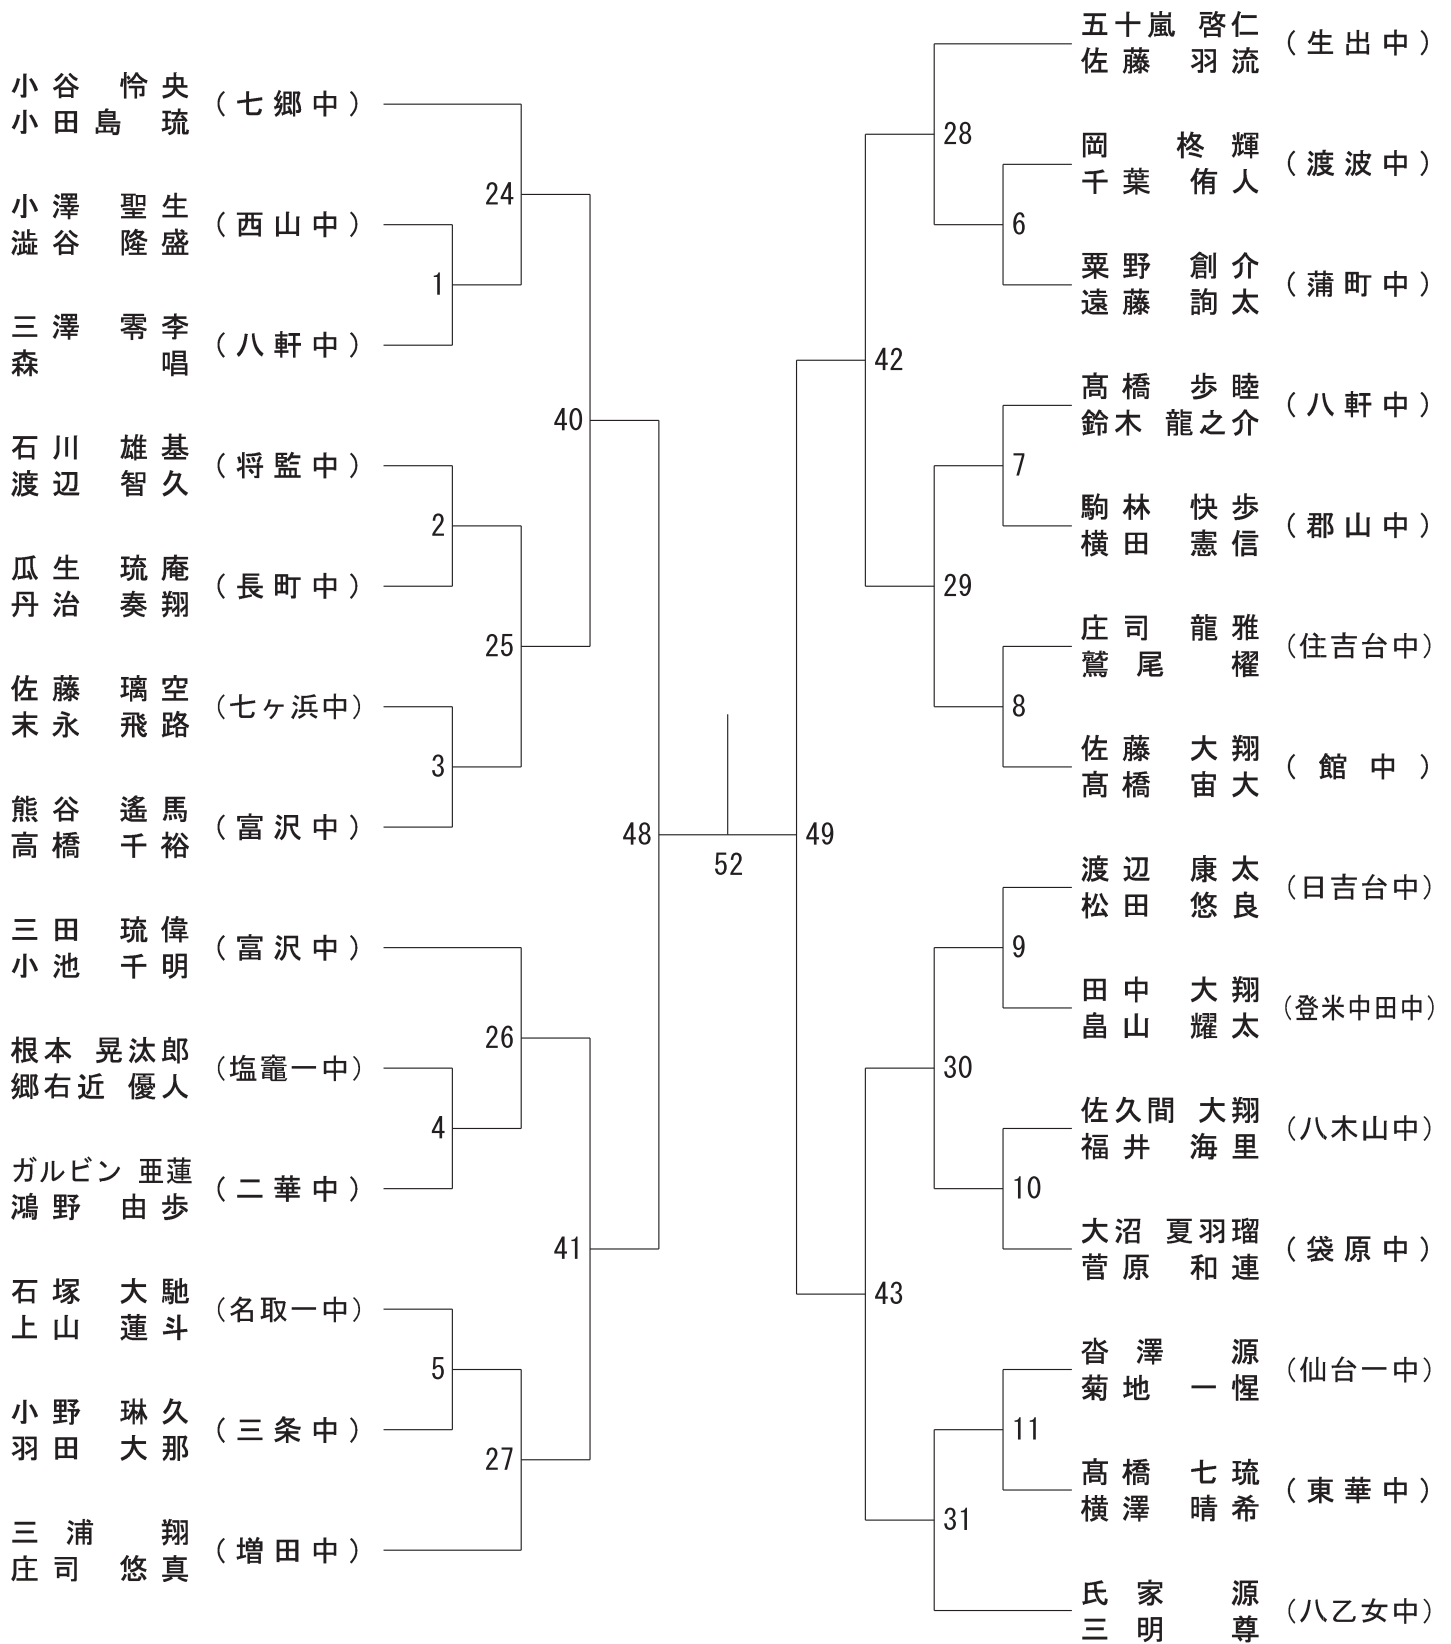 小谷 怜央
小田島 琉
(七郷中)
小澤 聖生
澁谷 隆盛
(西山中)
三澤 零李
森 唱
(八軒中)
石川 雄基
渡辺 智久
(将監中)
瓜生 琉庵
丹治 奏翔
(長町中)
佐藤 璃空
末永 飛路
(七ヶ浜中)
熊谷 遙馬
高橋 千裕
(富沢中)
三田 琉偉
小池 千明
(富沢中)
根本 晃汰郎
郷右近 優人
(塩竈一中)
ガルビン 亜蓮
鴻野 由歩
(二華中)
石塚 大馳
上山 蓮斗
(名取一中)
小野 琳久
羽田 大那
(三条中)
三浦 翔
庄司 悠真
(増田中)
24
1
40
2
25
3
48
26
4
41
5
27
52
五十嵐 啓仁
佐藤 羽流
(生出中)
岡 柊輝
千葉 侑人
(渡波中)
粟野 創介
遠藤 詢太
(蒲町中)
髙橋 歩睦
鈴木 龍之介
(八軒中)
駒林 快歩
横田 憲信
(郡山中)
庄司 龍雅
鷲尾 櫂
(住吉台中)
佐藤 大翔
髙橋 宙大
(館中)
渡辺 康太
松田 悠良
(日吉台中)
田中 大翔
畠山 耀太
(登米中田中)
佐久間 大翔
福井 海里
(八木山中)
大沼 夏羽瑠
菅原 和連
(袋原中)
沓澤 源
菊地 一惺
(仙台一中)
髙橋 七琉
横澤 晴希
(東華中)
氏家 源
三明 尊
(八乙女中)
28
6
42
7
29
8
49
9
30
10
43
11
31